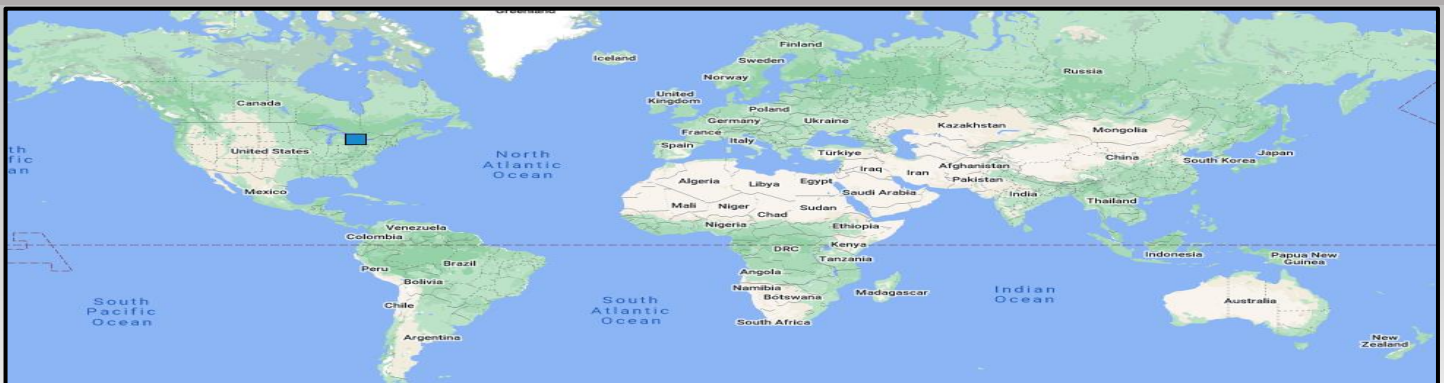 Greenland
Iceland
Finland
Sweden
Norway
Russia
Canada
United
Kingdom
Poland
Germany
Ukraine
France
Italy
Spain
Türkiye
Kazakhstan
Mongolia
United States
North
Atlantic
Ocean
th
fic
an
Mexico
Algeria
Libya
Egypt
Iraq
Iran
Afghanistan
Pakistan
Saudi Arabia
China
South Korea
Japan
India
Thailand
Mali
Niger
Chad
Sudan
Nigeria
Ethiopia
Venezuela
Colombia
DRC
Kenya
Tanzania
Indonesia
Papua New
Guinea
Peru
Brazil
Bolivia
Angola
Namibia
Botswana
Madagascar
Chile
South
Pacific
Ocean
South
Atlantic
Ocean
Indian
Ocean
Australia
South Africa
Argentina
New
Zealand